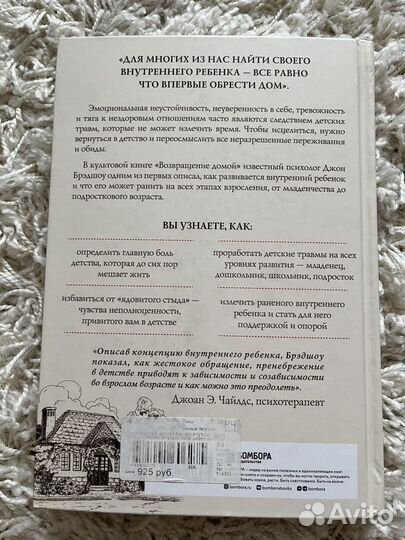 «ДЛЯ МНОГИХ ИЗ НАС НАЙТИ СВОЕГО
ВНУТРЕННЕГО РЕБЕНКА — ВСЕ РАВНО
ЧТО ВПЕРВЫЕ ОБРЕСТИ ДОМ».
Эмоциональная неустойчивость, неуверенность в себе, тревожность
и тяга к нездоровым отношениям часто являются следствием детских
травм, которые не может излечить время. Чтобы исцелиться, нужно
вернуться в детство и переосмыслить все неразрешенные переживания
и обиды.
В культовой книге «Возвращение домой» известный психолог Джон
Брэдшоу одним из первых описал, как развивается внутренний ребенок
и что его может ранить на всех этапах взросления, от младенчества до
подросткового возраста.
ВЫ УЗНАЕТЕ, КАК:
определить главную боль
детства, которая до сих пор
мешает жить
проработать детские травмы на всех
уровнях развития — младенец,
дошкольник, школьник, подросток
избавиться от «ядовитого стыда» —
чувства неполноценности,
привитого вам в детстве
излечить раненого внутреннего
ребенка и стать для него
поддержкой и опорой
«Описав концепцию внутреннего ребенка, Брэдшоу
показал, как жестокое обращение, пренебрежение
в детстве приводят к зависимости и созависимости
во взрослом возрасте и как можно это преодолеть».
Джоан Э. Чайлдс, психотерапевт
925 руб
БОМБОРА
bombora.ru bomborabooks bombora
Avito